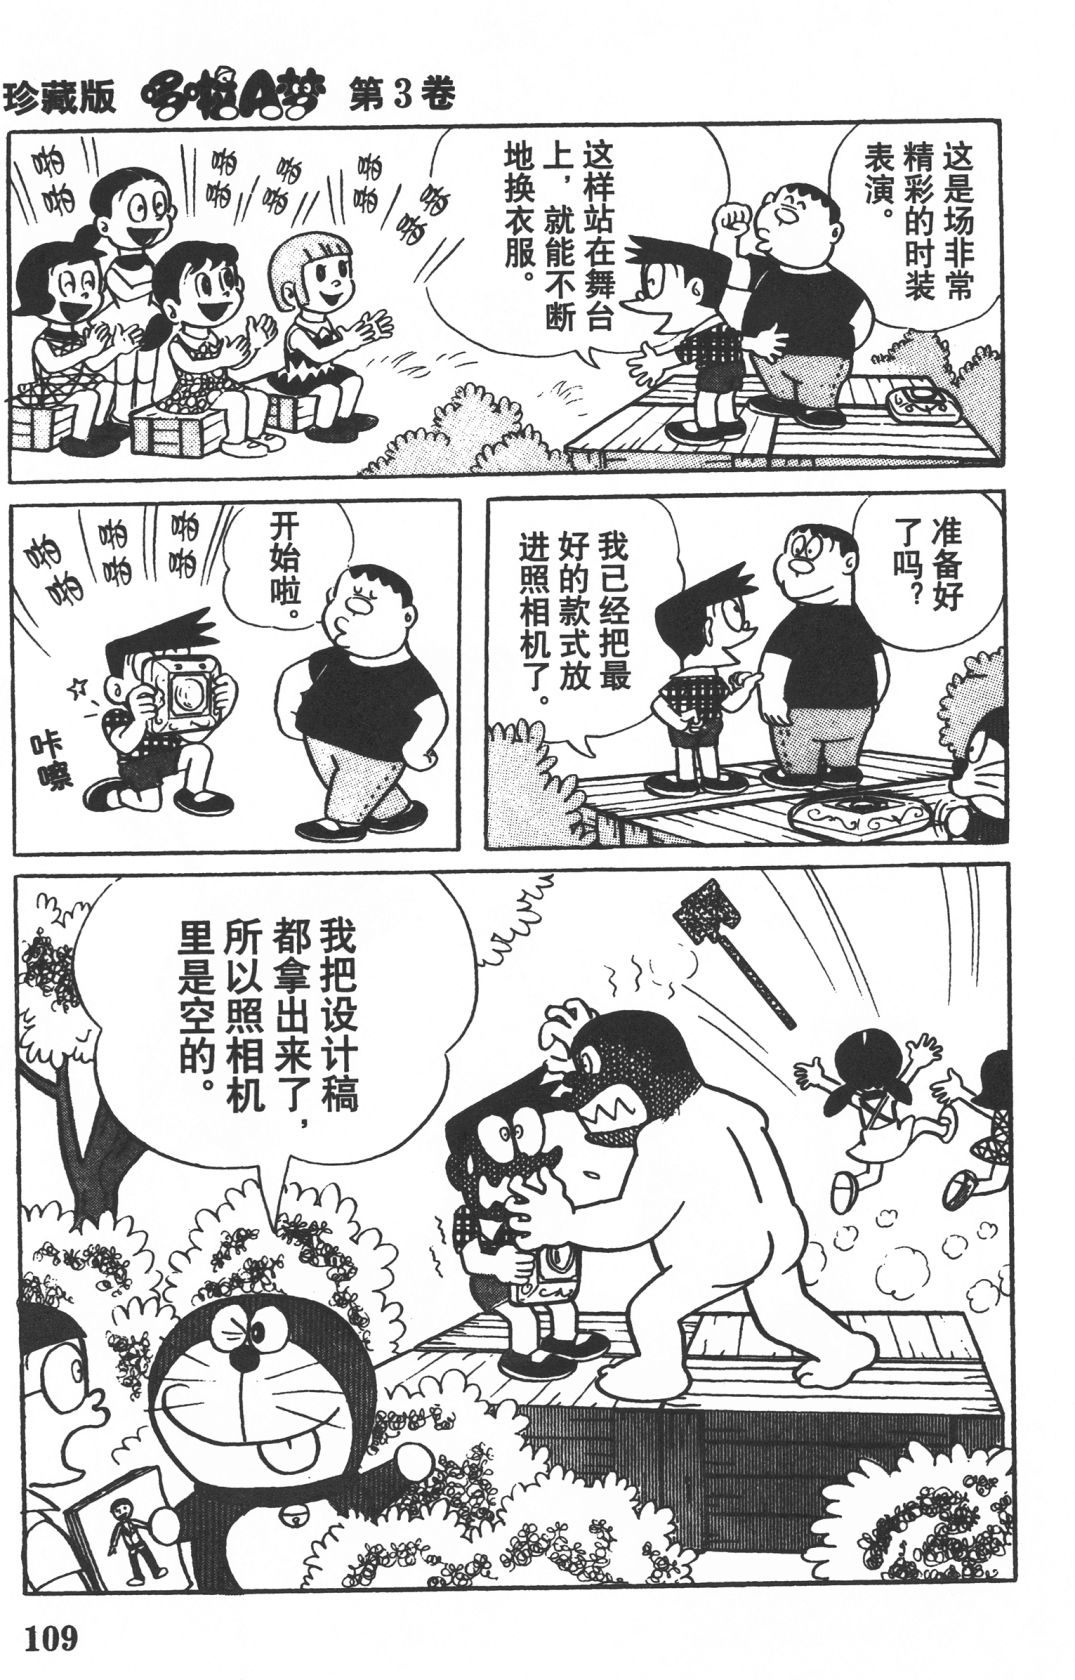 珍藏版 哆啦A梦 第3卷
这是场非常
精彩的时装
表演。
这样站在舞台
上，就能不断
地换衣服。
啪啪
啪啪
啪啪
啪啪
啪啪
准备好
了吗？
我已经把最
好的款式放
进照相机了。
开始啦。
啪啪
啪啪
啪啪
咔嚓
我把设计稿
都拿出来了，
所以照相机
里是空的。
109